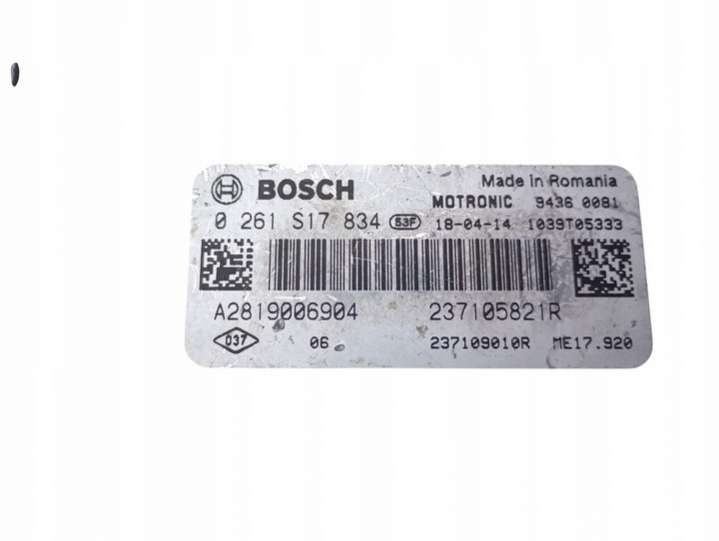 BOSCH
Made in Romania
MOTRONIC 9436 0081
0 261 S17 834 53F 18-04-14 1039T05333
A2819006904 237105821R
037 06 237109010R ME17.920